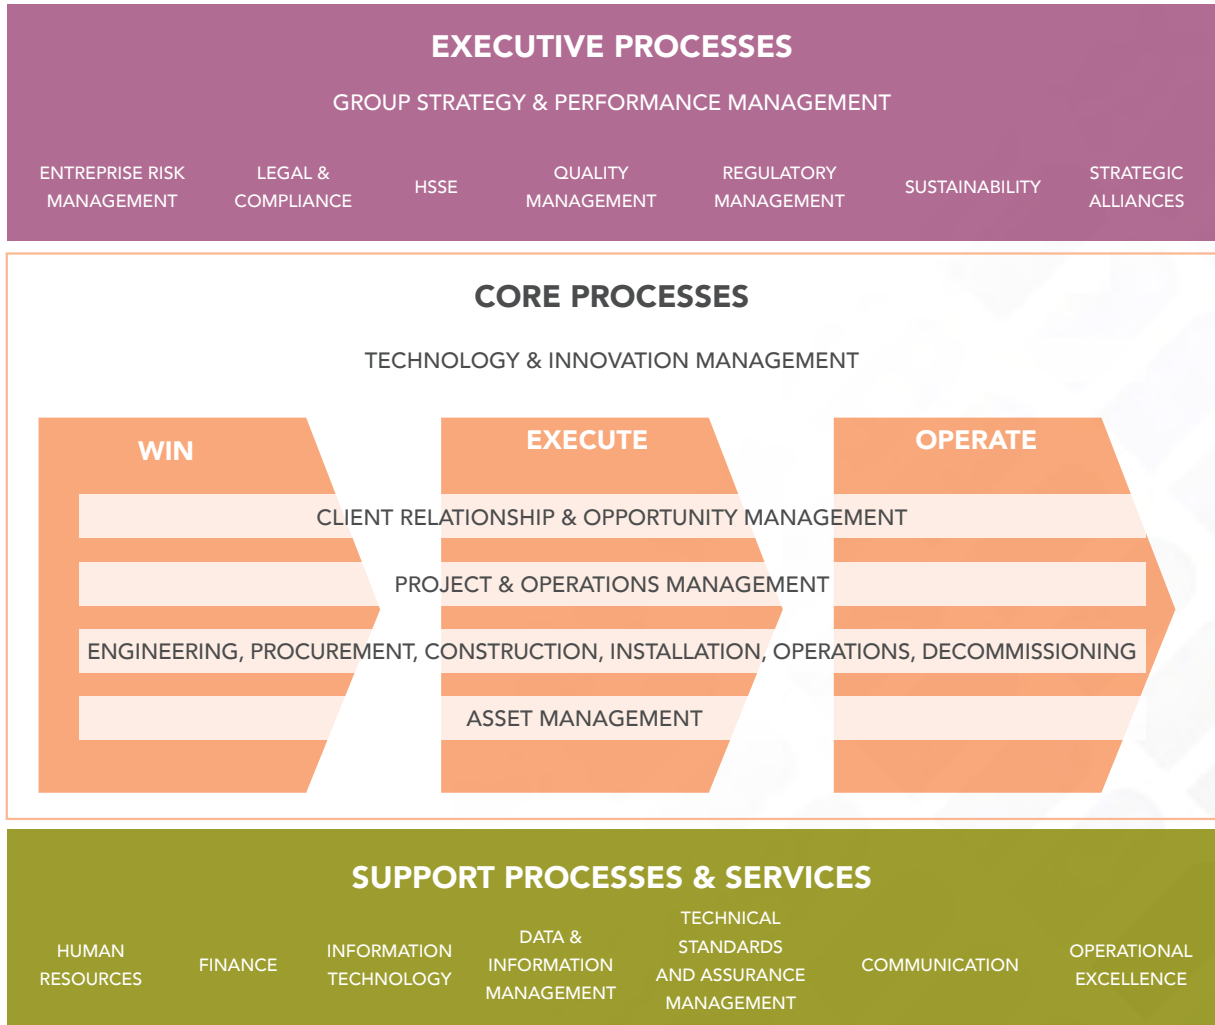 EXECUTIVE PROCESSES
GROUP STRATEGY & PERFORMANCE MANAGEMENT
ENTREPRISE RISK
MANAGEMENT
LEGAL &
COMPLIANCE
HSSE
QUALITY
MANAGEMENT
REGULATORY
MANAGEMENT
SUSTAINABILITY
STRATEGIC
ALLIANCES
CORE PROCESSES
TECHNOLOGY & INNOVATION MANAGEMENT
WIN
EXECUTE
OPERATE
CLIENT RELATIONSHIP & OPPORTUNITY MANAGEMENT
PROJECT & OPERATIONS MANAGEMENT
ENGINEERING, PROCUREMENT, CONSTRUCTION, INSTALLATION, OPERATIONS, DECOMMISSIONING
ASSET MANAGEMENT
SUPPORT PROCESSES & SERVICES
HUMAN
RESOURCES
FINANCE
INFORMATION
TECHNOLOGY
DATA &
INFORMATION
MANAGEMENT
TECHNICAL
STANDARDS
AND ASSURANCE
MANAGEMENT
COMMUNICATION
OPERATIONAL
EXCELLENCE